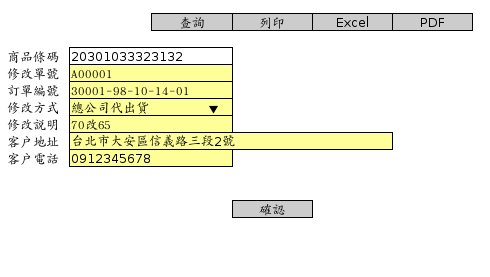 查詢 列印 Excel PDF
商品條碼 20301033323132
修改單號 A00001
訂單編號 30001-98-10-14-01
修改方式 總公司代出貨
修改説明 70改65
客户地址 台北市大安區信義路三段2號
客户電話 0912345678
確認